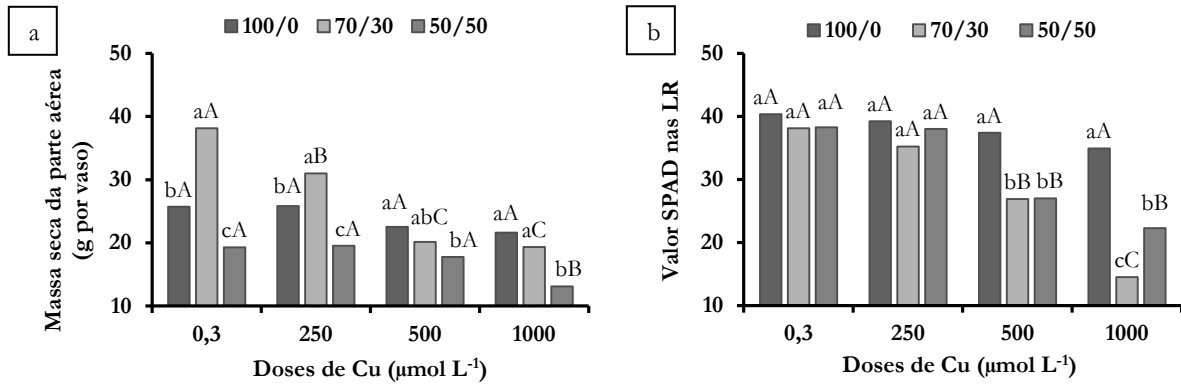 a
100/0 70/30 50/50
Massa seca da parte aérea
(g por vaso)
50
40
30
20
10
bA aA cA bA aB cA aA abC bA aA aC bB
0,3 250 500 1000
Doses de Cu (µmol L⁻¹)
b
100/0 70/30 50/50
Valor SPAD nas LR
50
40
30
20
10
aA aA aA aA aA aA aA bB bB aA cC bB
0,3 250 500 1000
Doses de Cu (µmol L⁻¹)